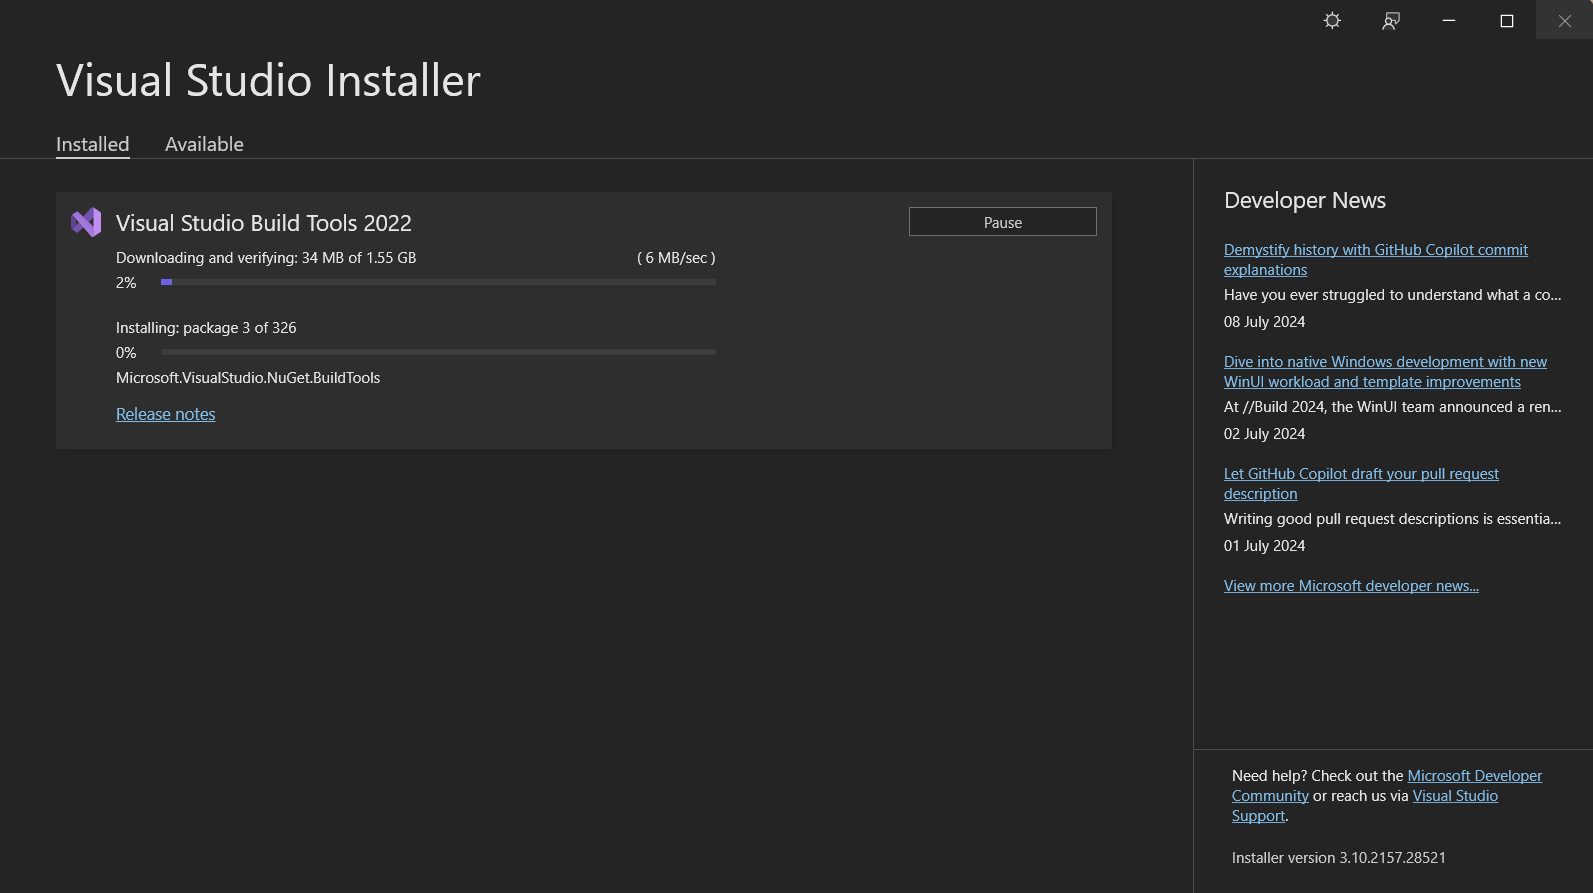 Visual Studio Installer
Installed
Available
Visual Studio Build Tools 2022
Pause
Downloading and verifying: 34 MB of 1.55 GB
( 6 MB/sec )
2%
Installing: package 3 of 326
0%
Microsoft.VisualStudio.NuGet.BuildTools
Release notes
Developer News
Demystify history with GitHub Copilot commit
explanations
Have you ever struggled to understand what a co...
08 July 2024
Dive into native Windows development with new
WinUI workload and template improvements
At //Build 2024, the WinUI team announced a ren...
02 July 2024
Let GitHub Copilot draft your pull request
description
Writing good pull request descriptions is essentia...
01 July 2024
View more Microsoft developer news...
Need help? Check out the Microsoft Developer
Community or reach us via Visual Studio
Support.
Installer version 3.10.2157.28521